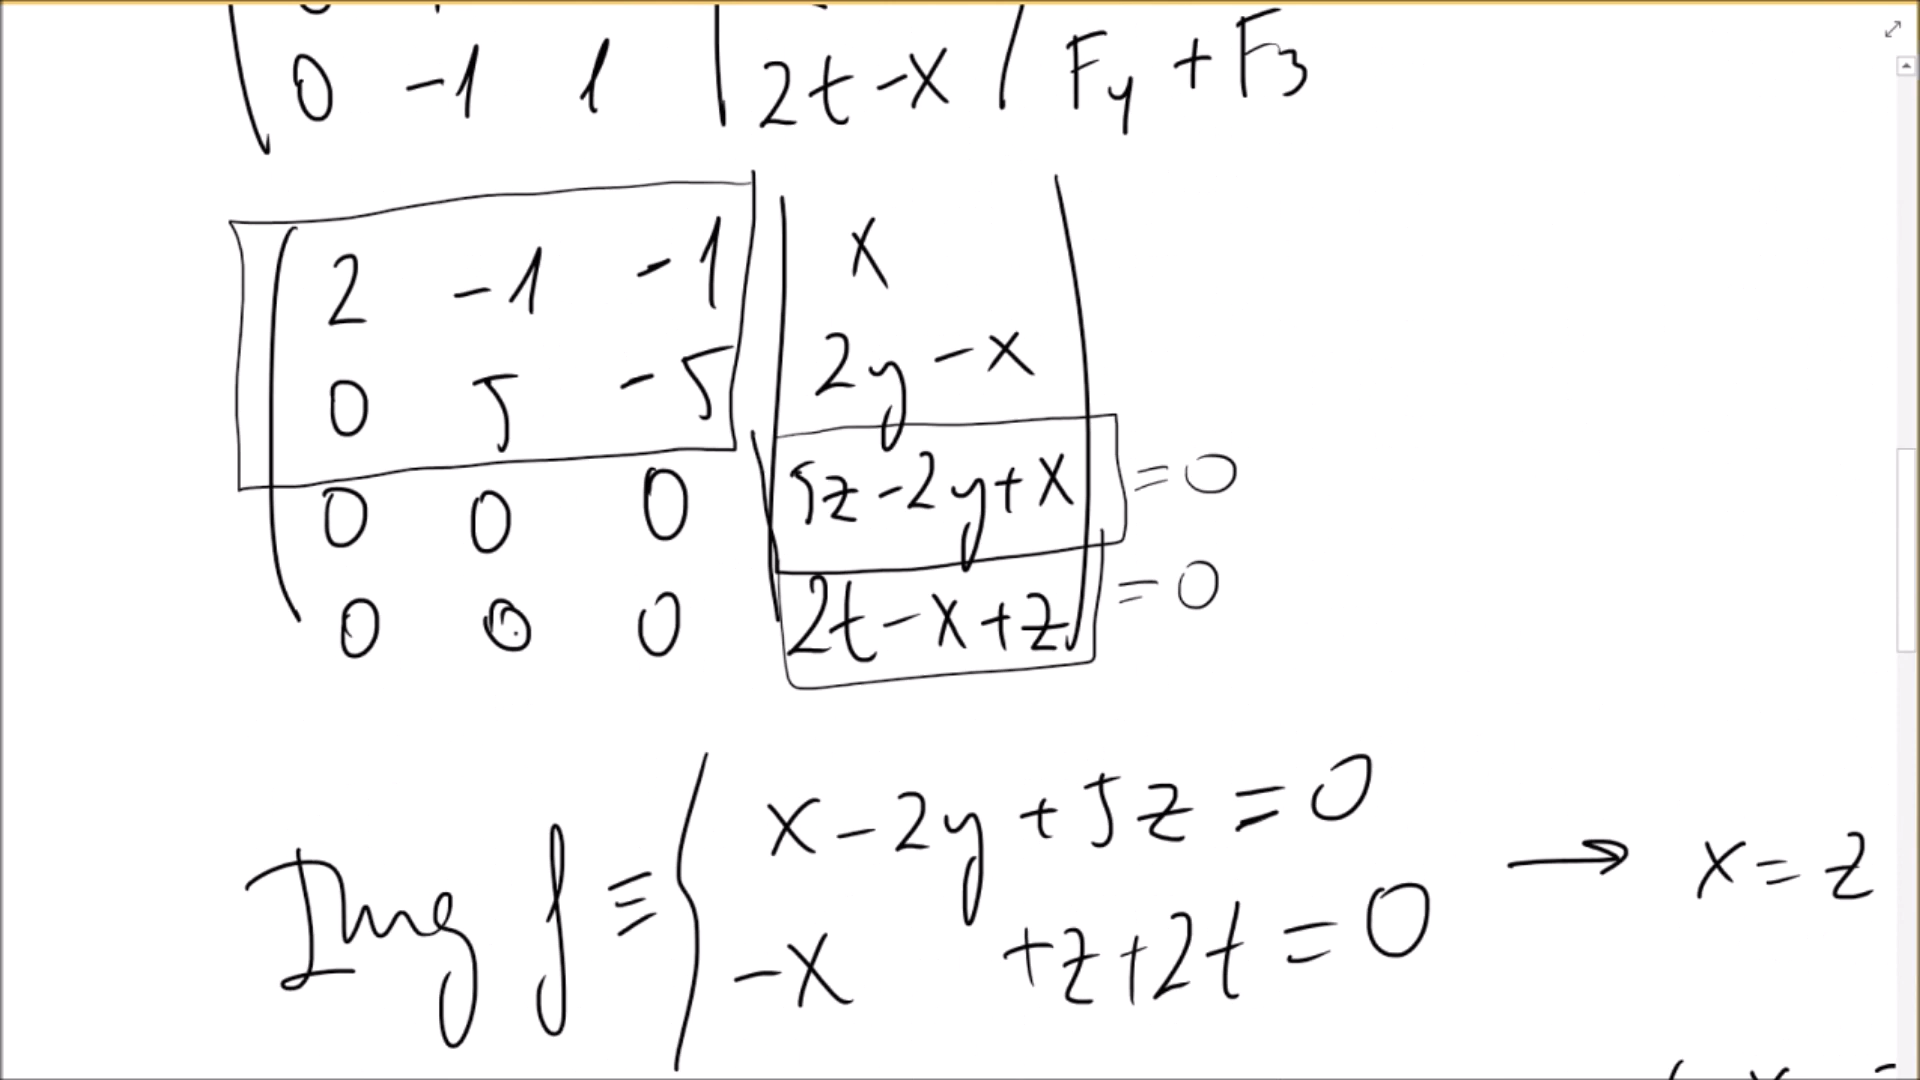 0 -1 1 | 2t-x / F4 + F3
2 -1 -1 | x
0 5 -5 | 2y-x
0 0 0 | 5z-2y+x = 0
0 0 0 | 2t-x+z = 0
Img f ≡ { x-2y+5z=0
-x +z+2t=0 → x=z